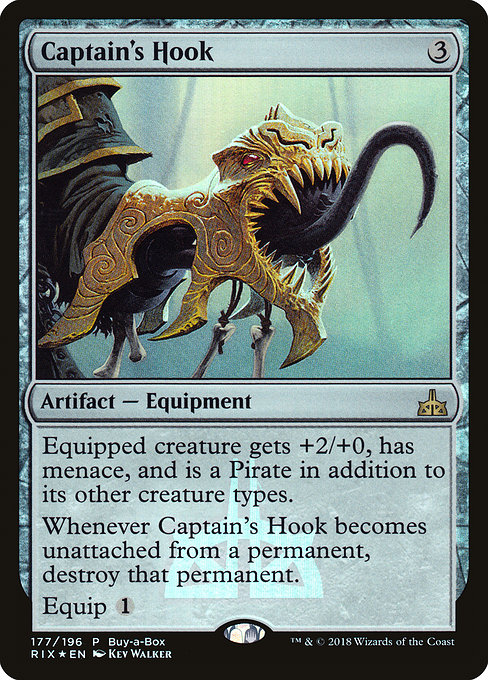 Captain's Hook 3
Artifact — Equipment
Equipped creature gets +2/+0, has
menace, and is a Pirate in addition to
its other creature types.
Whenever Captain's Hook becomes
unattached from a permanent,
destroy that permanent.
Equip 1
177/196 P Buy-a-Box
RIX★EN Kev Walker
™ & © 2018 Wizards of the Coast